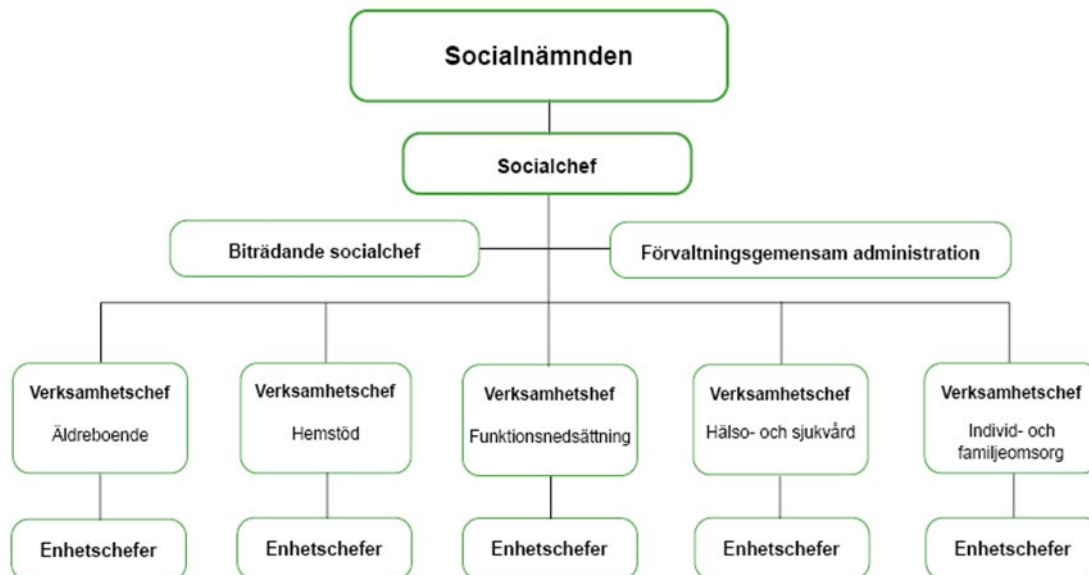 Socialnämnden
Socialchef
Biträdande socialchef
Förvaltningsgemensam administration
Verksamhetschef
Äldreboende
Verksamhetschef
Hemstöd
Verksamhetshef
Funktionsnedsättning
Verksamhetschef
Hälso- och sjukvård
Verksamhetschef
Individ- och
familjeomsorg
Enhetschefer
Enhetschefer
Enhetschefer
Enhetschefer
Enhetschefer